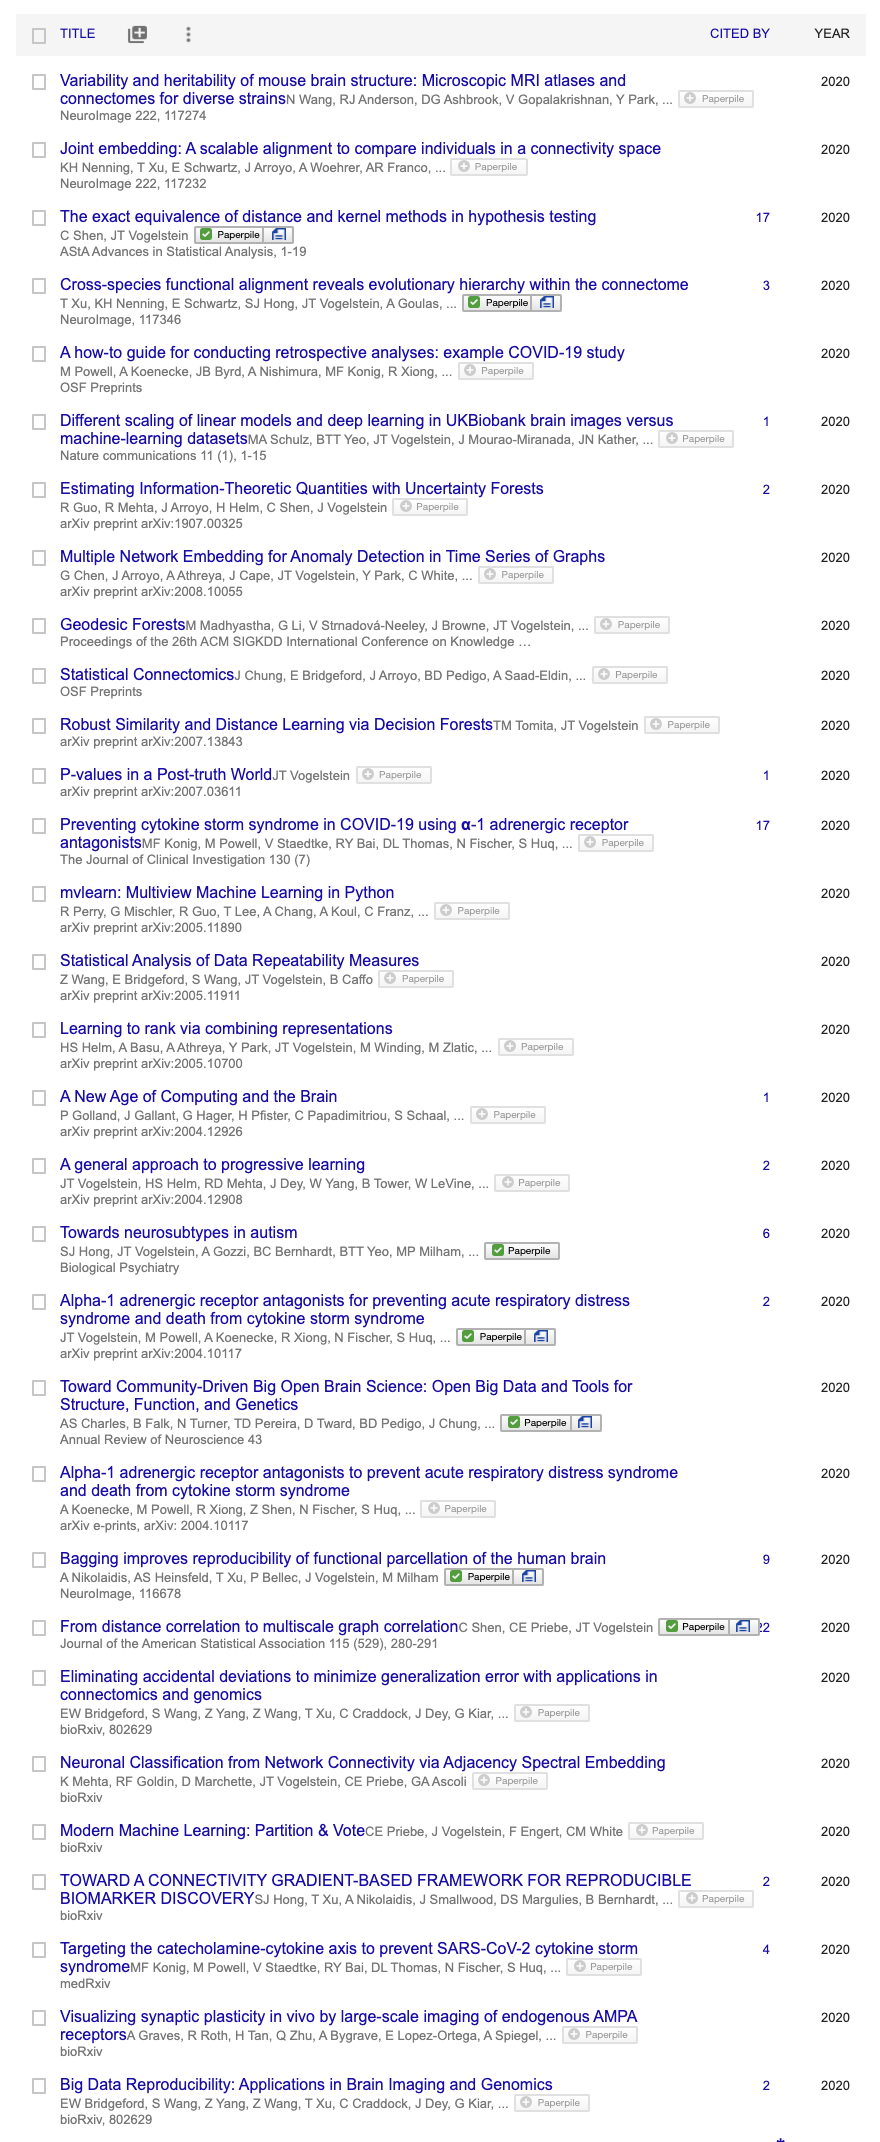 TITLE CITED BY YEAR
Variability and heritability of mouse brain structure: Microscopic MRI atlases and 2020
connectomes for diverse strainsN Wang, RJ Anderson, DG Ashbrook, V Gopalakrishnan, Y Park, ... Paperpile
NeuroImage 222, 117274
Joint embedding: A scalable alignment to compare individuals in a connectivity space 2020
KH Nenning, T Xu, E Schwartz, J Arroyo, A Woehrer, AR Franco, ... Paperpile
NeuroImage 222, 117232
The exact equivalence of distance and kernel methods in hypothesis testing 17 2020
C Shen, JT Vogelstein Paperpile
AStA Advances in Statistical Analysis, 1-19
Cross-species functional alignment reveals evolutionary hierarchy within the connectome 3 2020
T Xu, KH Nenning, E Schwartz, SJ Hong, JT Vogelstein, A Goulas, ... Paperpile
NeuroImage, 117346
A how-to guide for conducting retrospective analyses: example COVID-19 study 2020
M Powell, A Koenecke, JB Byrd, A Nishimura, MF Konig, R Xiong, ... Paperpile
OSF Preprints
Different scaling of linear models and deep learning in UKBiobank brain images versus 1 2020
machine-learning datasetsMA Schulz, BTT Yeo, JT Vogelstein, J Mourao-Miranada, JN Kather, ... Paperpile
Nature communications 11 (1), 1-15
Estimating Information-Theoretic Quantities with Uncertainty Forests 2 2020
R Guo, R Mehta, J Arroyo, H Helm, C Shen, J Vogelstein Paperpile
arXiv preprint arXiv:1907.00325
Multiple Network Embedding for Anomaly Detection in Time Series of Graphs 2020
G Chen, J Arroyo, A Athreya, J Cape, JT Vogelstein, Y Park, C White, ... Paperpile
arXiv preprint arXiv:2008.10055
Geodesic ForestsM Madhyastha, G Li, V Strnadová-Neeley, J Browne, JT Vogelstein, ... Paperpile 2020
Proceedings of the 26th ACM SIGKDD International Conference on Knowledge …
Statistical ConnectomicsJ Chung, E Bridgeford, J Arroyo, BD Pedigo, A Saad-Eldin, ... Paperpile 2020
OSF Preprints
Robust Similarity and Distance Learning via Decision ForestsTM Tomita, JT Vogelstein Paperpile 2020
arXiv preprint arXiv:2007.13843
P-values in a Post-truth WorldJT Vogelstein Paperpile 1 2020
arXiv preprint arXiv:2007.03611
Preventing cytokine storm syndrome in COVID-19 using α-1 adrenergic receptor 17 2020
antagonistsMF Konig, M Powell, V Staedtke, RY Bai, DL Thomas, N Fischer, S Huq, ... Paperpile
The Journal of Clinical Investigation 130 (7)
mvlearn: Multiview Machine Learning in Python 2020
R Perry, G Mischler, R Guo, T Lee, A Chang, A Koul, C Franz, ... Paperpile
arXiv preprint arXiv:2005.11890
Statistical Analysis of Data Repeatability Measures 2020
Z Wang, E Bridgeford, S Wang, JT Vogelstein, B Caffo Paperpile
arXiv preprint arXiv:2005.11911
Learning to rank via combining representations 2020
HS Helm, A Basu, A Athreya, Y Park, JT Vogelstein, M Winding, M Zlatic, ... Paperpile
arXiv preprint arXiv:2005.10700
A New Age of Computing and the Brain 1 2020
P Golland, J Gallant, G Hager, H Pfister, C Papadimitriou, S Schaal, ... Paperpile
arXiv preprint arXiv:2004.12926
A general approach to progressive learning 2 2020
JT Vogelstein, HS Helm, RD Mehta, J Dey, W Yang, B Tower, W LeVine, ... Paperpile
arXiv preprint arXiv:2004.12908
Towards neurosubtypes in autism 6 2020
SJ Hong, JT Vogelstein, A Gozzi, BC Bernhardt, BTT Yeo, MP Milham, ... Paperpile
Biological Psychiatry
Alpha-1 adrenergic receptor antagonists for preventing acute respiratory distress 2 2020
syndrome and death from cytokine storm syndrome
JT Vogelstein, M Powell, A Koenecke, R Xiong, N Fischer, S Huq, ... Paperpile
arXiv preprint arXiv:2004.10117
Toward Community-Driven Big Open Brain Science: Open Big Data and Tools for 2020
Structure, Function, and Genetics
AS Charles, B Falk, N Turner, TD Pereira, D Tward, BD Pedigo, J Chung, ... Paperpile
Annual Review of Neuroscience 43
Alpha-1 adrenergic receptor antagonists to prevent acute respiratory distress syndrome 2020
and death from cytokine storm syndrome
A Koenecke, M Powell, R Xiong, Z Shen, N Fischer, S Huq, ... Paperpile
arXiv e-prints, arXiv: 2004.10117
Bagging improves reproducibility of functional parcellation of the human brain 9 2020
A Nikolaidis, AS Heinsfeld, T Xu, P Bellec, J Vogelstein, M Milham Paperpile
NeuroImage, 116678
From distance correlation to multiscale graph correlationC Shen, CE Priebe, JT Vogelstein Paperpile 22 2020
Journal of the American Statistical Association 115 (529), 280-291
Eliminating accidental deviations to minimize generalization error with applications in 2020
connectomics and genomics
EW Bridgeford, S Wang, Z Yang, Z Wang, T Xu, C Craddock, J Dey, G Kiar, ... Paperpile
bioRxiv, 802629
Neuronal Classification from Network Connectivity via Adjacency Spectral Embedding 2020
K Mehta, RF Goldin, D Marchette, JT Vogelstein, CE Priebe, GA Ascoli Paperpile
bioRxiv
Modern Machine Learning: Partition & VoteCE Priebe, J Vogelstein, F Engert, CM White Paperpile 2020
bioRxiv
TOWARD A CONNECTIVITY GRADIENT-BASED FRAMEWORK FOR REPRODUCIBLE 2 2020
BIOMARKER DISCOVERYSJ Hong, T Xu, A Nikolaidis, J Smallwood, DS Margulies, B Bernhardt, ... Paperpile
bioRxiv
Targeting the catecholamine-cytokine axis to prevent SARS-CoV-2 cytokine storm 4 2020
syndromeMF Konig, M Powell, V Staedtke, RY Bai, DL Thomas, N Fischer, S Huq, ... Paperpile
medRxiv
Visualizing synaptic plasticity in vivo by large-scale imaging of endogenous AMPA 2020
receptorsA Graves, R Roth, H Tan, Q Zhu, A Bygrave, E Lopez-Ortega, A Spiegel, ... Paperpile
bioRxiv
Big Data Reproducibility: Applications in Brain Imaging and Genomics 2 2020
EW Bridgeford, S Wang, Z Yang, Z Wang, T Xu, C Craddock, J Dey, G Kiar, ... Paperpile
bioRxiv, 802629
*